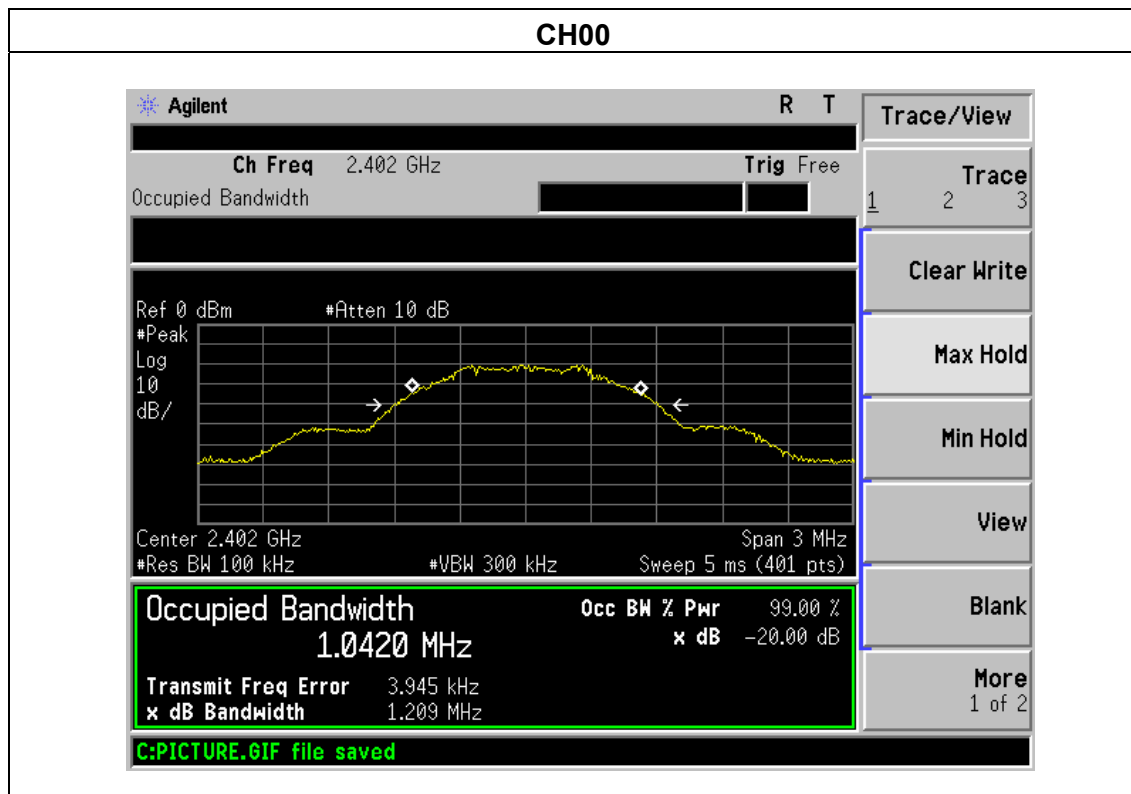 CH00
Agilent R T
Ch Freq 2.402 GHz Trig Free
Occupied Bandwidth
Ref 0 dBm #Atten 10 dB
#Peak
Log
10
dB/
Center 2.402 GHz Span 3 MHz
#Res BW 100 kHz #VBW 300 kHz Sweep 5 ms (401 pts)
Occupied Bandwidth Occ BW % Pwr 99.00 %
1.0420 MHz x dB -20.00 dB
Transmit Freq Error 3.945 kHz
x dB Bandwidth 1.209 MHz
C:PICTURE.GIF file saved
Trace/View
Trace
1 2 3
Clear Write
Max Hold
Min Hold
View
Blank
More
1 of 2